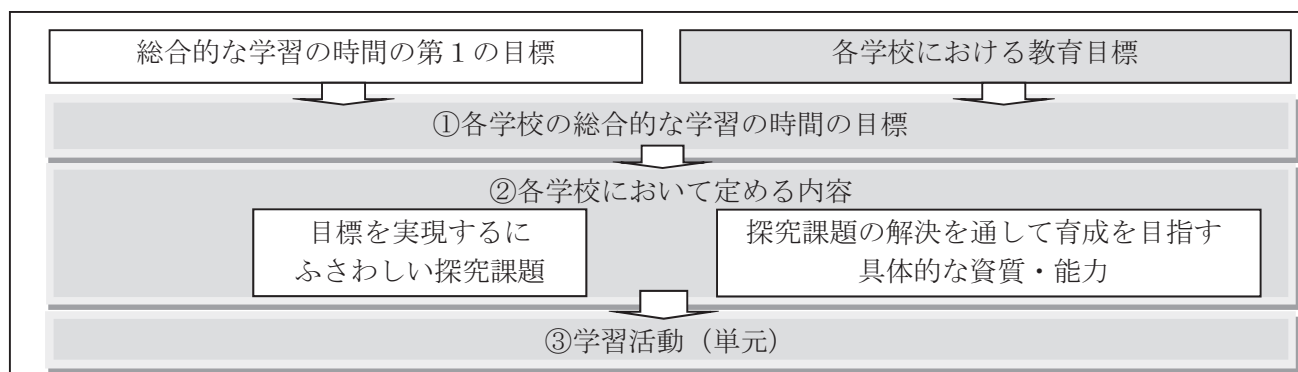 総合的な学習の時間の第１の目標
各学校における教育目標
①各学校の総合的な学習の時間の目標
②各学校において定める内容
目標を実現するに
ふさわしい探究課題
探究課題の解決を通して育成を目指す
具体的な資質・能力
③学習活動（単元）